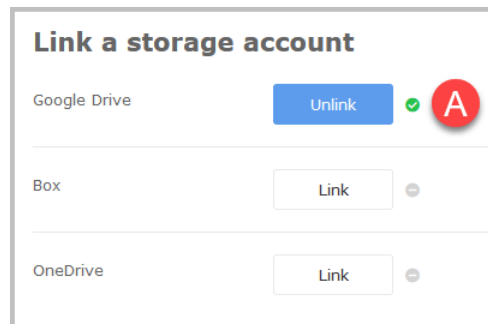 Link a storage account
Google Drive Unlink A
Box Link
OneDrive Link